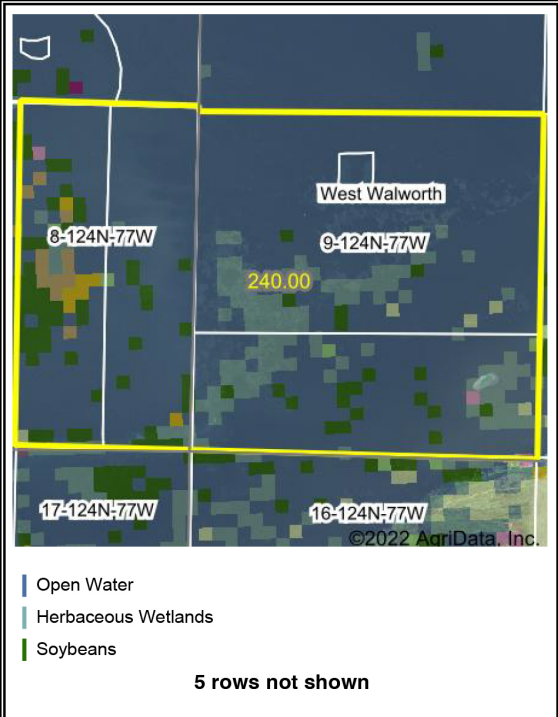 West Walworth
8-124N-77W
9-124N-77W
240.00
17-124N-77W
16-124N-77W
©2022 AgriData, Inc.
Open Water
Herbaceous Wetlands
Soybeans
5 rows not shown